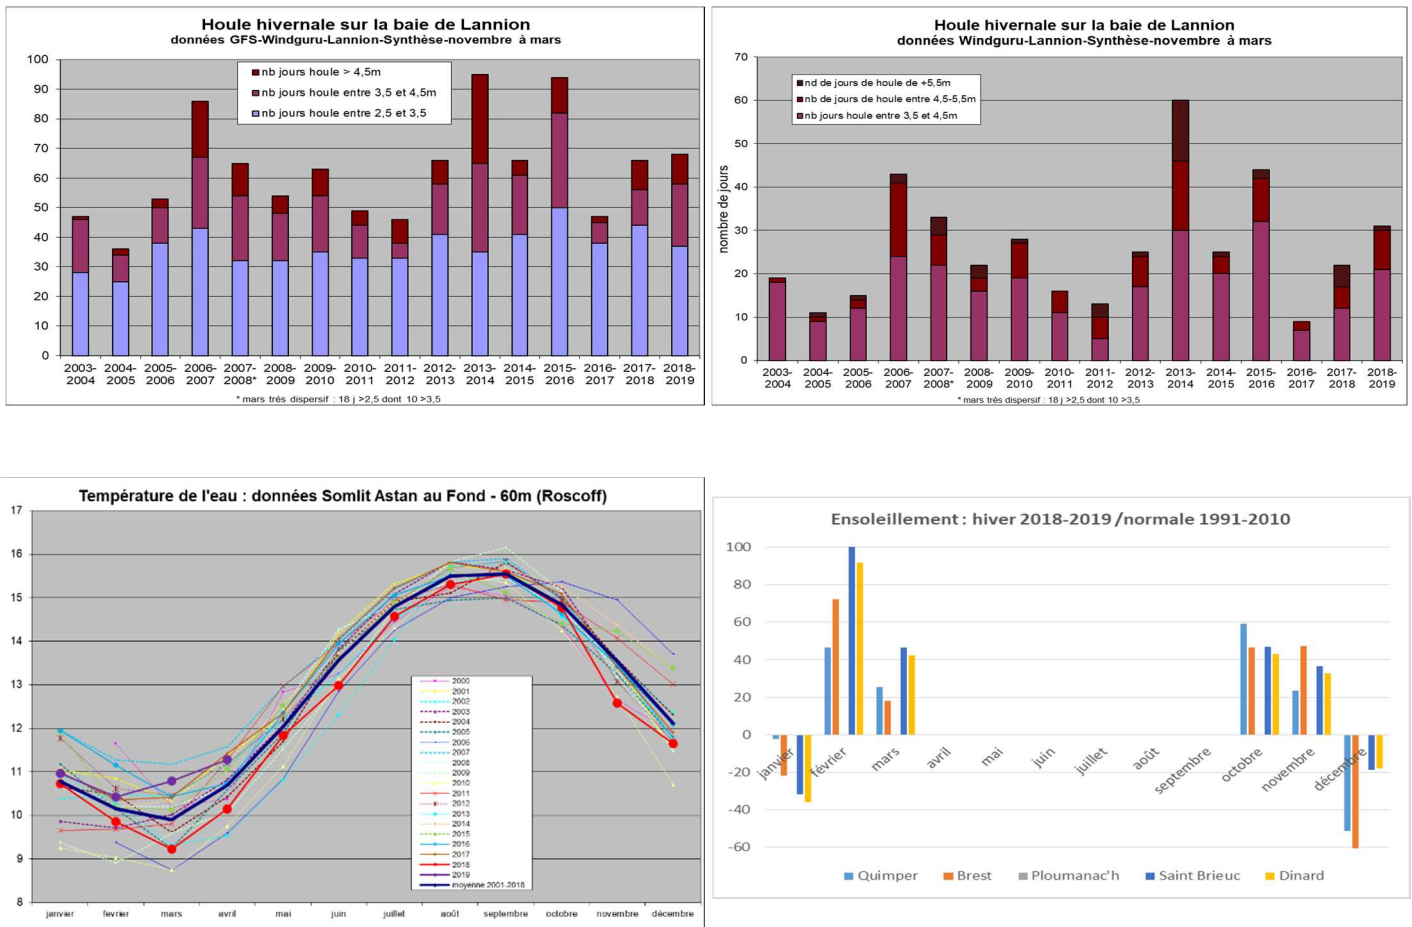 Houle hivernale sur la baie de Lannion
données GFS-Windguru-Lannion-Synthèse-novembre à mars
100
90
80
70
60
50
40
30
20
10
0
nb jours houle > 4,5m
nb jours houle entre 3,5 et 4,5m
nb jours houle entre 2,5 et 3,5
2003-2004 2004-2005 2005-2006 2006-2007 2007-2008* 2008-2009 2009-2010 2010-2011 2011-2012 2012-2013 2013-2014 2014-2015 2015-2016 2016-2017 2017-2018 2018-2019
* mars très dispersif : 18 j >2,5 dont 10 >3,5
Houle hivernale sur la baie de Lannion
données Windguru-Lannion-Synthèse-novembre à mars
nombre de jours
70
60
50
40
30
20
10
0
nd de jours de houle de +5,5m
nb de jours de houle entre 4,5-5,5m
nb jours houle entre 3,5 et 4,5m
2003-2004 2004-2005 2005-2006 2006-2007 2007-2008* 2008-2009 2009-2010 2010-2011 2011-2012 2012-2013 2013-2014 2014-2015 2015-2016 2016-2017 2017-2018 2018-2019
* mars très dispersif : 18 j >2,5 dont 10 >3,5
Température de l'eau : données Somlit Astan au Fond - 60m (Roscoff)
17
16
15
14
13
12
11
10
9
8
2000
2001
2002
2003
2004
2005
2006
2007
2008
2009
2010
2011
2012
2013
2014
2015
2016
2017
2018
2019
moyenne 2001-2018
janvier fevrier mars avril mai juin juillet août septembre octobre novembre décembre
Ensoleillement : hiver 2018-2019 /normale 1991-2010
100
80
60
40
20
0
-20
-40
-60
janvier février mars avril mai juin juillet août septembre octobre novembre décembre
Quimper Brest Ploumanac'h Saint Brieuc Dinard